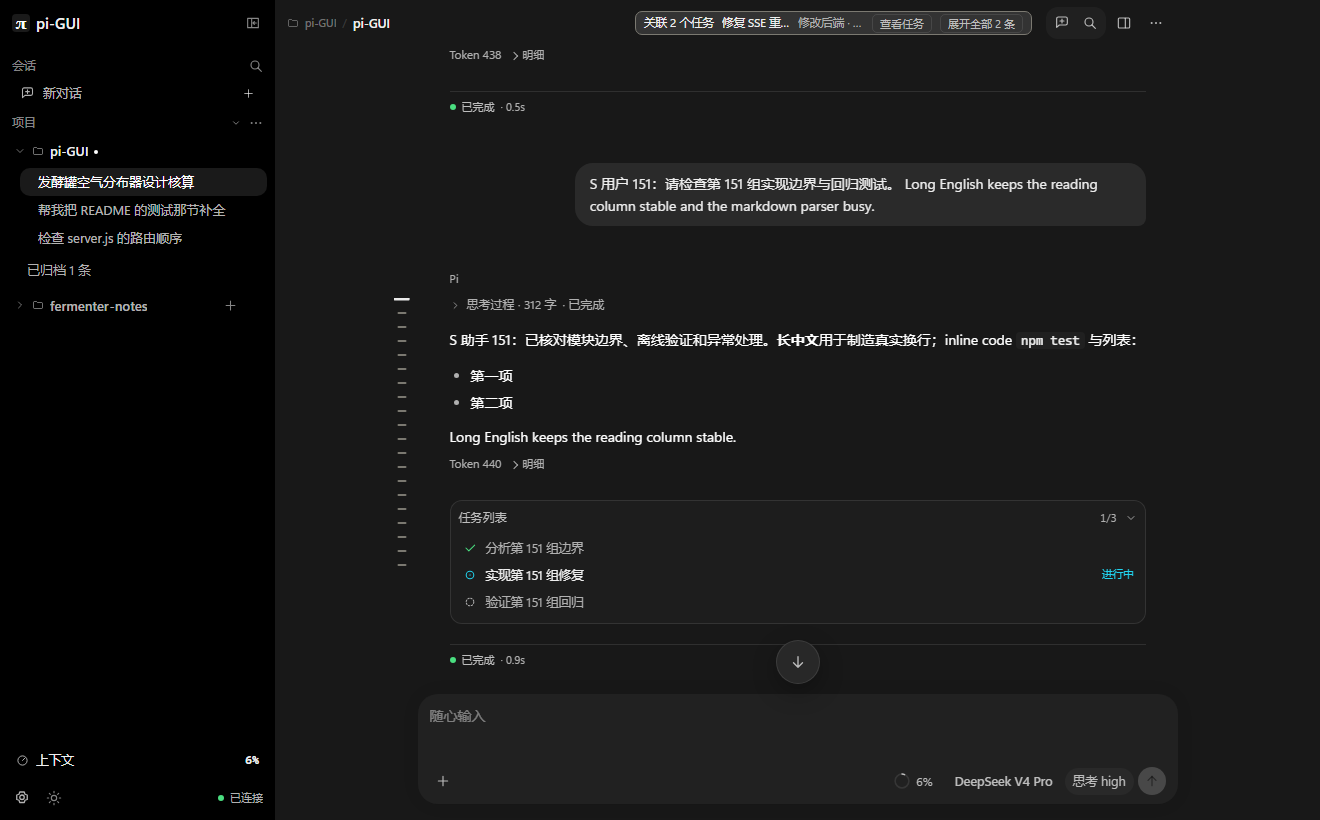 π pi-GUI
会话
新对话
项目
pi-GUI
发酵罐空气分布器设计核算
帮我把 README 的测试那节补全
检查 server.js 的路由顺序
已归档 1 条
fermenter-notes
上下文 6%
已连接
pi-GUI / pi-GUI
关联 2 个任务 修复 SSE 重... 修改后端 · ... 查看任务 展开全部 2 条
Token 438 明细
已完成 · 0.5s
S 用户 151：请检查第 151 组实现边界与回归测试。 Long English keeps the reading
column stable and the markdown parser busy.
Pi
思考过程 · 312 字 · 已完成
S 助手 151：已核对模块边界、离线验证和异常处理。长中文用于制造真实换行；inline code npm test 与列表：
第一项
第二项
Long English keeps the reading column stable.
Token 440 明细
任务列表 1/3
分析第 151 组边界
实现第 151 组修复 进行中
验证第 151 组回归
已完成 · 0.9s
随心输入
6% DeepSeek V4 Pro 思考 high